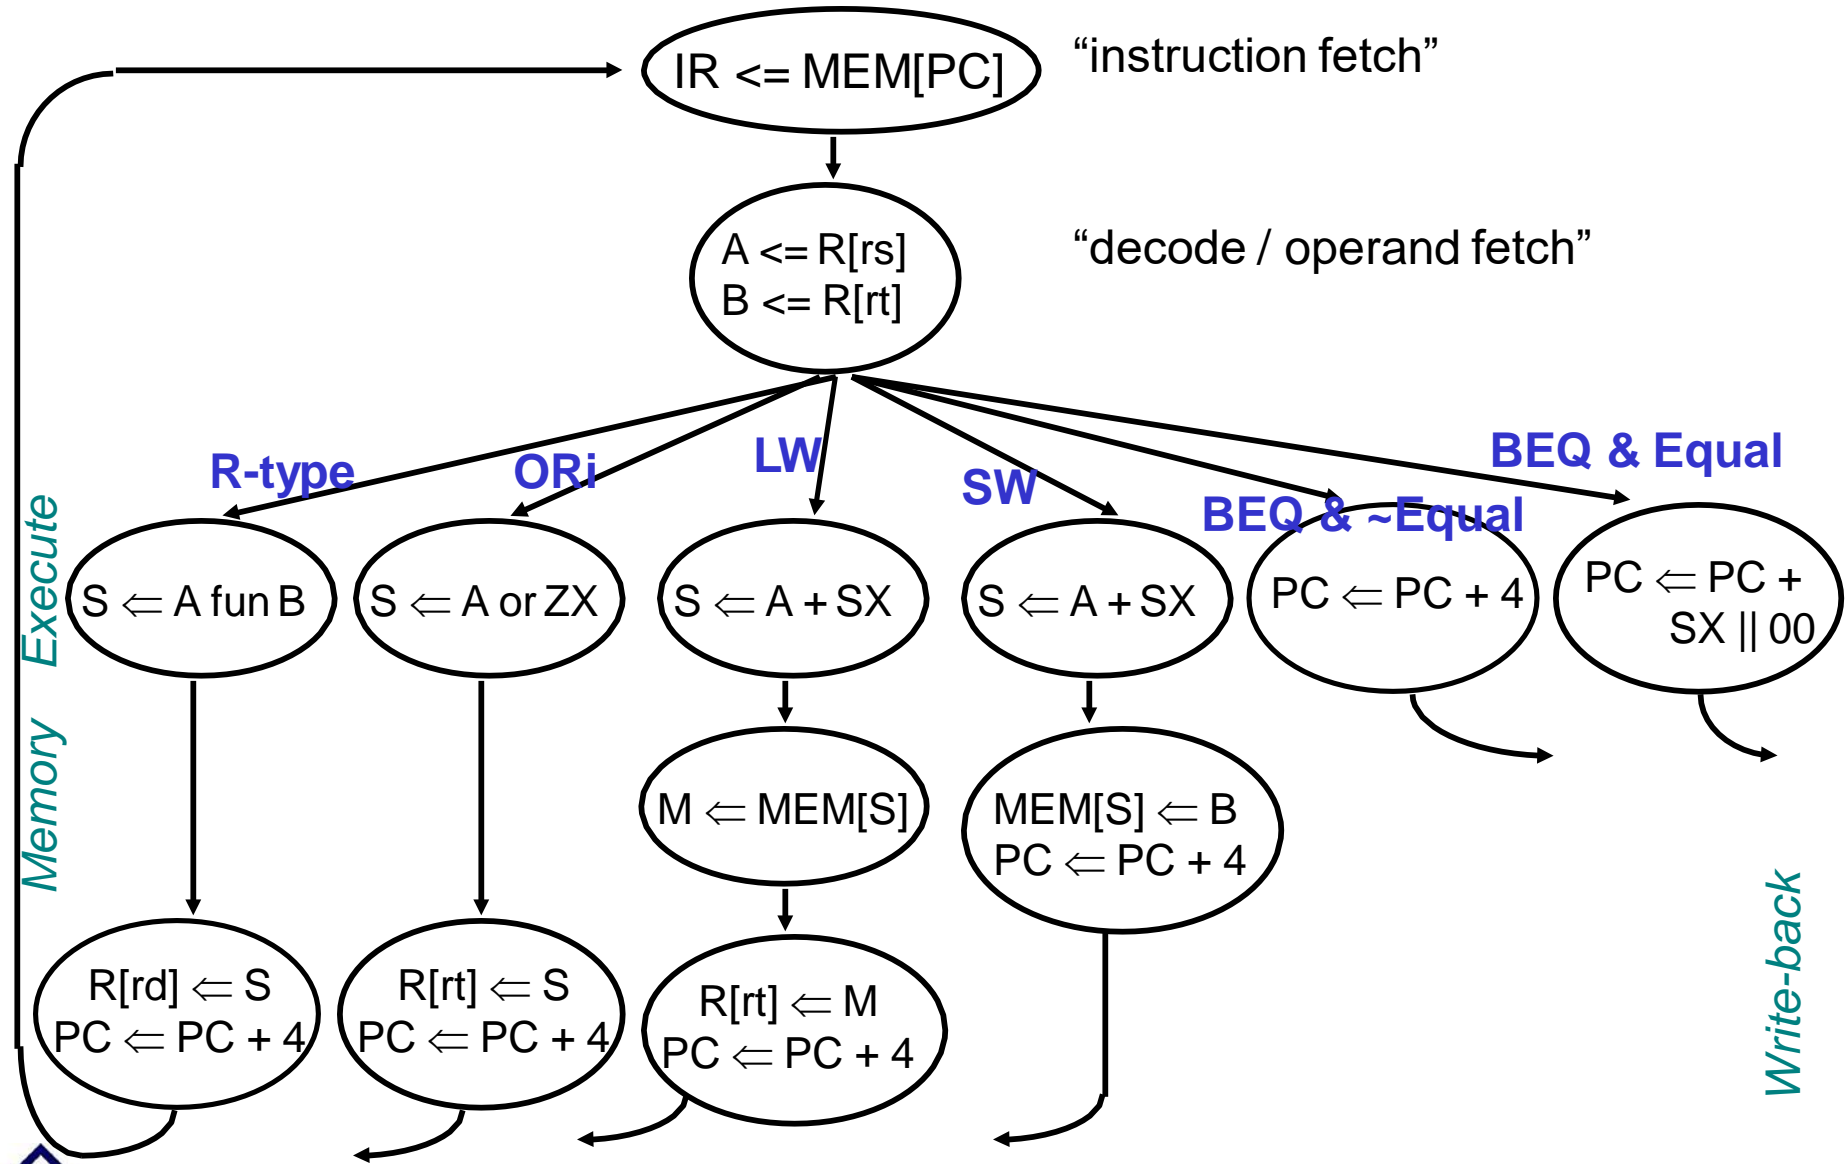 IR <= MEM[PC]
“instruction fetch”
A <= R[rs]
B <= R[rt]
“decode / operand fetch”
R-type
ORi
LW
SW
BEQ & ~Equal
BEQ & Equal
Execute
S ⇐ A fun B
S ⇐ A or ZX
S ⇐ A + SX
S ⇐ A + SX
PC ⇐ PC + 4
PC ⇐ PC +
SX || 00
Memory
M ⇐ MEM[S]
MEM[S] ⇐ B
PC ⇐ PC + 4
R[rd] ⇐ S
PC ⇐ PC + 4
R[rt] ⇐ S
PC ⇐ PC + 4
R[rt] ⇐ M
PC ⇐ PC + 4
Write-back